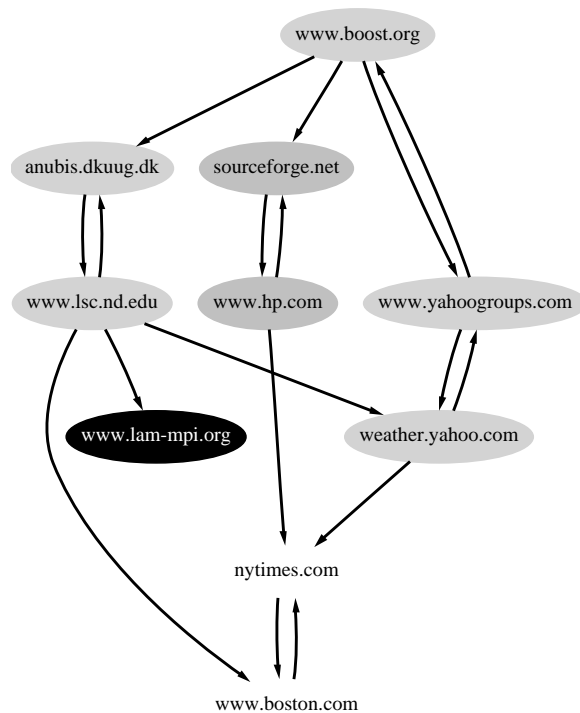 www.boost.org
anubis.dkuug.dk
sourceforge.net
www.lsc.nd.edu
www.hp.com
www.yahoogroups.com
www.lam-mpi.org
weather.yahoo.com
nytimes.com
www.boston.com